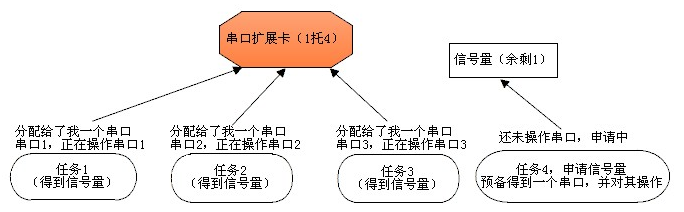 串口扩展卡（1托4）
信号量（余剩1）
分配给了我一个串口
串口1，正在操作串口1
分配给了我一个串口
串口2，正在操作串口2
分配给了我一个串口
串口3，正在操作串口3
还未操作串口，申请中
任务1
（得到信号量）
任务2
（得到信号量）
任务3
（得到信号量）
任务4，申请信号量
预备得到一个串口，并对其操作